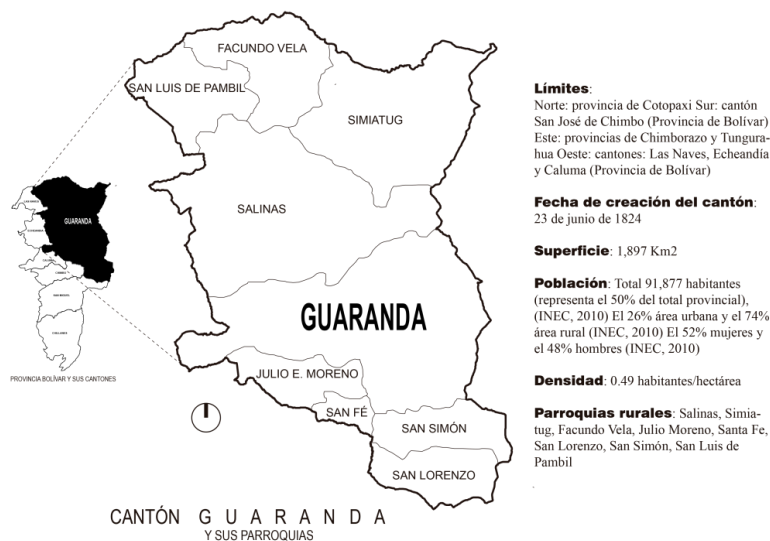 FACUNDO VELA
SAN LUIS DE PAMBIL
SIMIATUG
SALINAS
GUARANDA
JULIO E. MORENO
SAN FÉ
SAN SIMÓN
SAN LORENZO
GUARANDA
PROVINCIA BOLÍVAR Y SUS CANTONES
CANTÓN G U A R A N D A
Y SUS PARROQUIAS
Límites:
Norte: provincia de Cotopaxi Sur: cantón
San José de Chimbo (Provincia de Bolívar)
Este: provincias de Chimborazo y Tungura-
hua Oeste: cantones: Las Naves, Echeandía
y Caluma (Provincia de Bolívar)
Fecha de creación del cantón:
23 de junio de 1824
Superficie: 1,897 Km2
Población: Total 91,877 habitantes
(representa el 50% del total provincial),
(INEC, 2010) El 26% área urbana y el 74%
área rural (INEC, 2010) El 52% mujeres y
el 48% hombres (INEC, 2010)
Densidad: 0.49 habitantes/hectárea
Parroquias rurales: Salinas, Simia-
tug, Facundo Vela, Julio Moreno, Santa Fe,
San Lorenzo, San Simón, San Luis de
Pambil